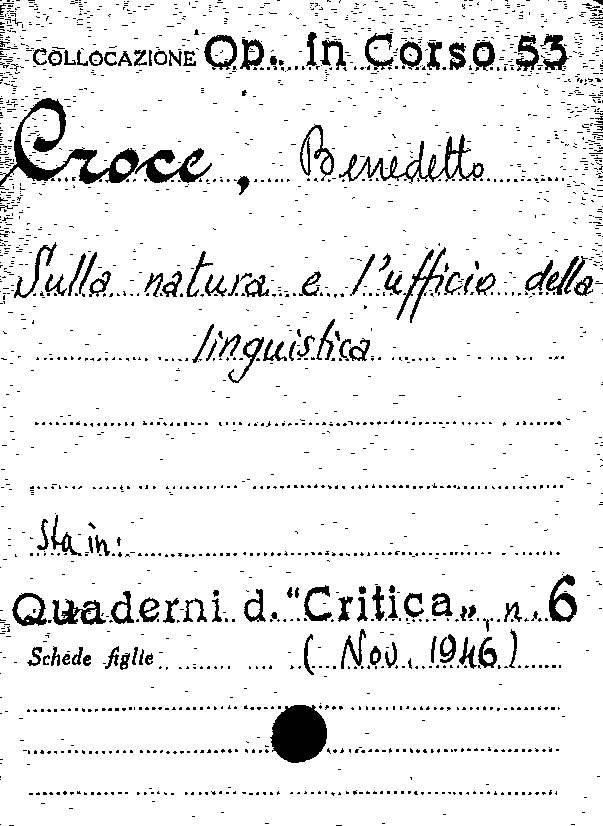 COLLOCAZIONE Op. in Corso 53
Croce, Benedetto
Sulla natura e l'ufficio della
linguistica
Sta in:
Quaderni d. "Critica", n. 6
Schede figlie ( Nov. 1946 )